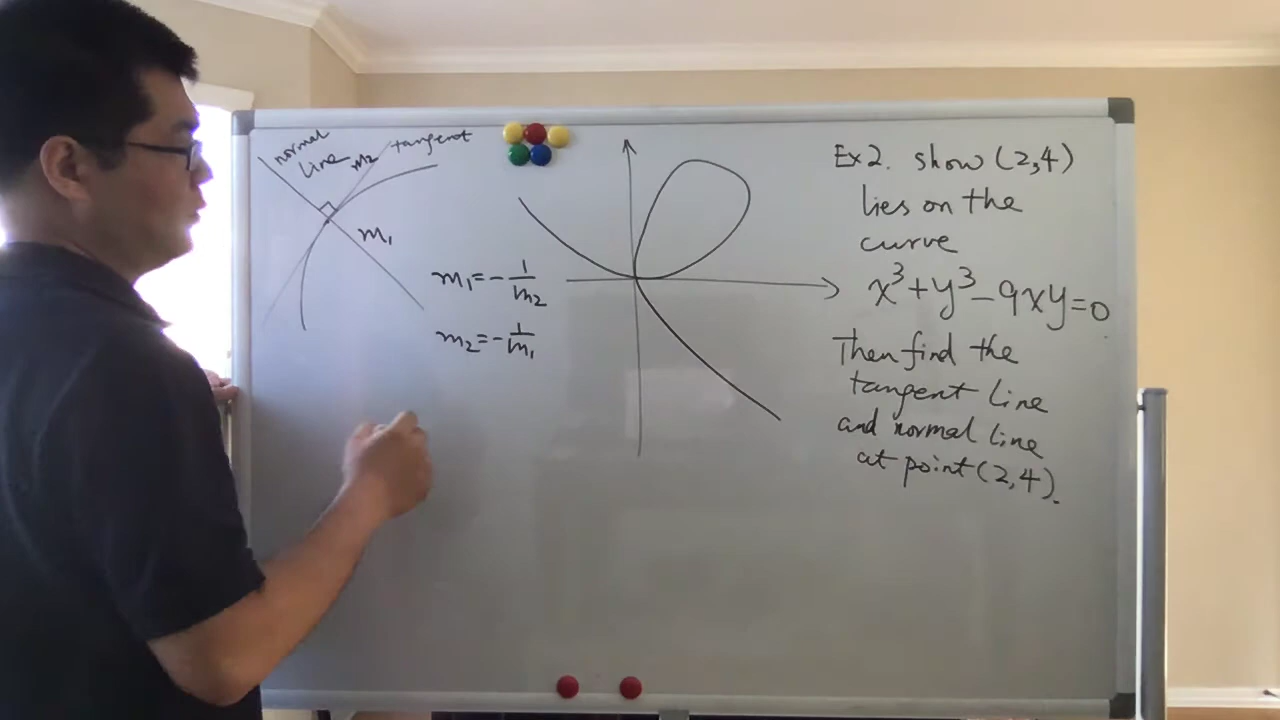 normal
line
m₂
tangent
m₁
m₁=-1/m₂
m₂=-1/m₁
Ex2. show (2,4)
lies on the
curve
x³+y³-9xy=0
Then find the
tangent line
and normal line
at point (2,4).